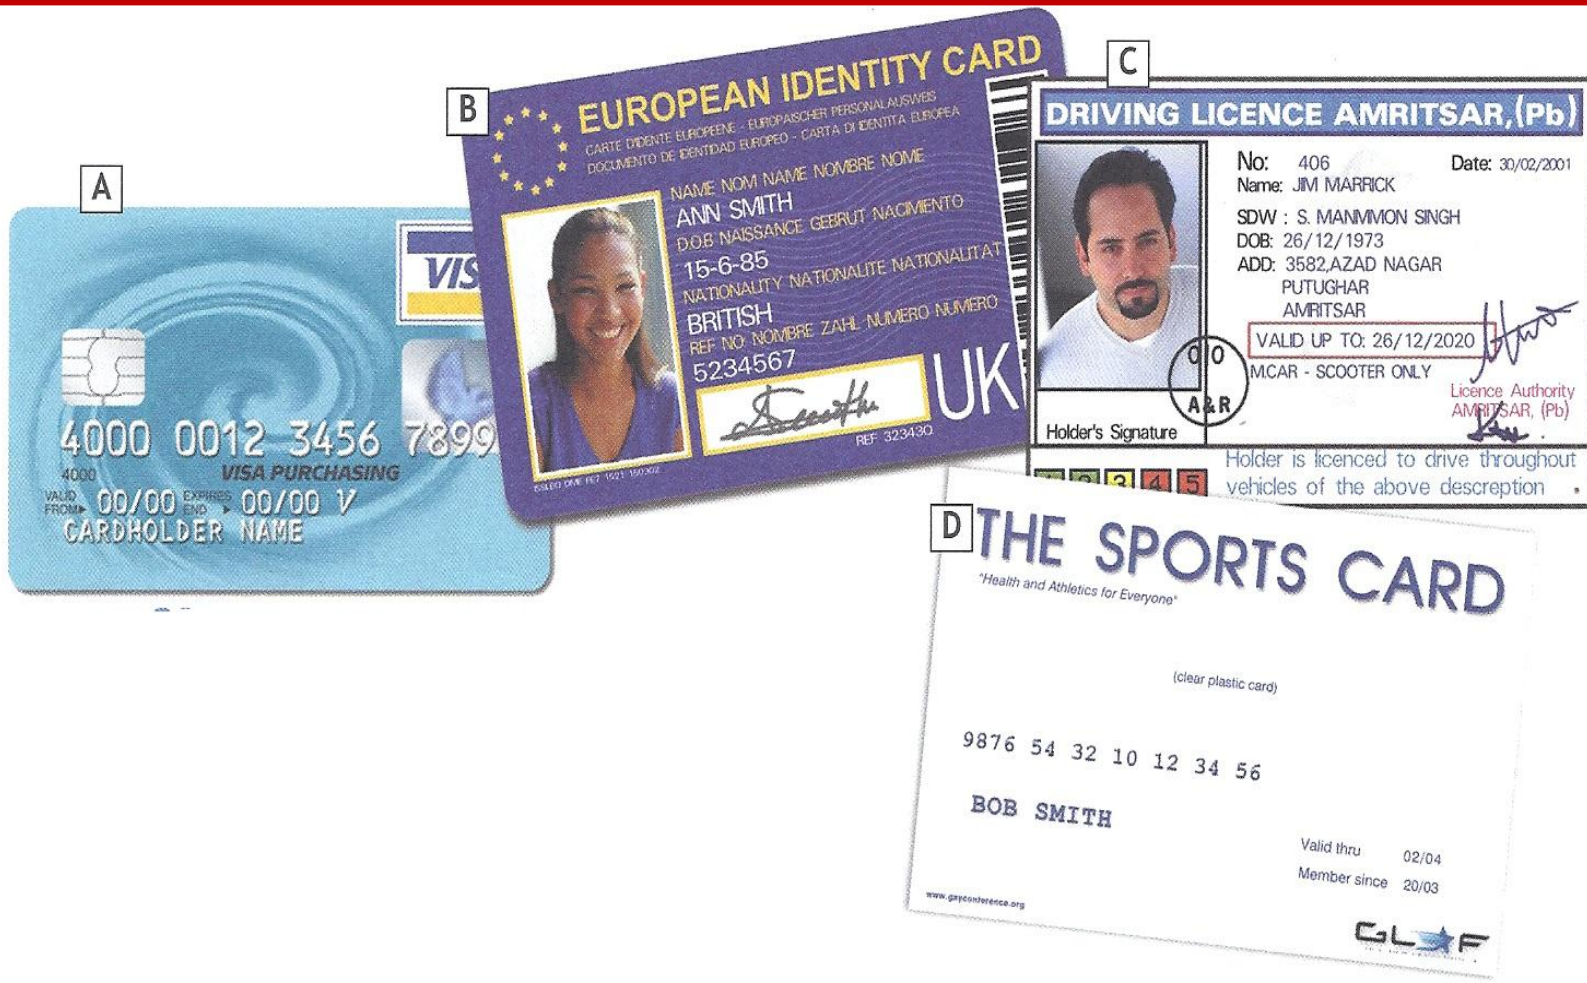 A
VIS
4000 0012 3456 7899
4000
VISA PURCHASING
VALID FROM 00/00 EXPIRES END 00/00 V
CARDHOLDER NAME
B
EUROPEAN IDENTITY CARD
CARTE D'IDENTE EUROPEENE - EUROPAISCHER PERSONALAUSWEIS
DOCUMENTO DE IDENTIDAD EUROPEO - CARTA DI IDENTITA EUROPEA
NAME NOM NAME NOMBRE NOME
ANN SMITH
D.O.B NAISSANCE GEBRUT NACIMIENTO
15-6-85
NATIONALITY NATIONALITE NATIONALITAT
BRITISH
REF NO. NOMBRE ZAHL NUMERO NUMERO
5234567
UK
REF 32343Q
C
DRIVING LICENCE AMRITSAR,(Pb)
No: 406 Date: 30/02/2001
Name: JIM MARRICK
SDW : S. MANMMON SINGH
DOB: 26/12/1973
ADD: 3582,AZAD NAGAR
PUTUGHAR
AMRITSAR
VALID UP TO: 26/12/2020
M.CAR - SCOOTER ONLY
A&R
Licence Authority
AMRITSAR, (Pb)
Holder's Signature
1 2 3 4 5
Holder is licenced to drive throughout
vehicles of the above descreption
D
THE SPORTS CARD
"Health and Athletics for Everyone"
(clear plastic card)
9876 54 32 10 12 34 56
BOB SMITH
Valid thru 02/04
Member since 20/03
www.gayconference.org